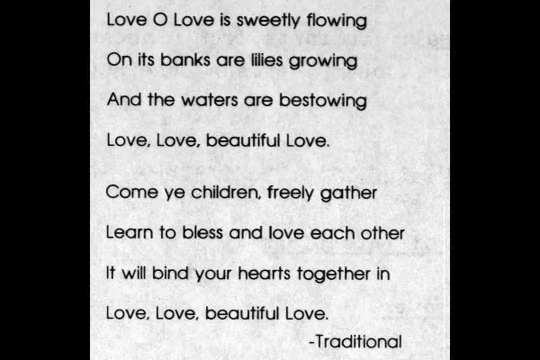 Love O Love is sweetly flowing
On its banks are lilies growing
And the waters are bestowing
Love, Love, beautiful Love.
Come ye children, freely gather
Learn to bless and love each other
It will bind your hearts together in
Love, Love, beautiful Love.
-Traditional